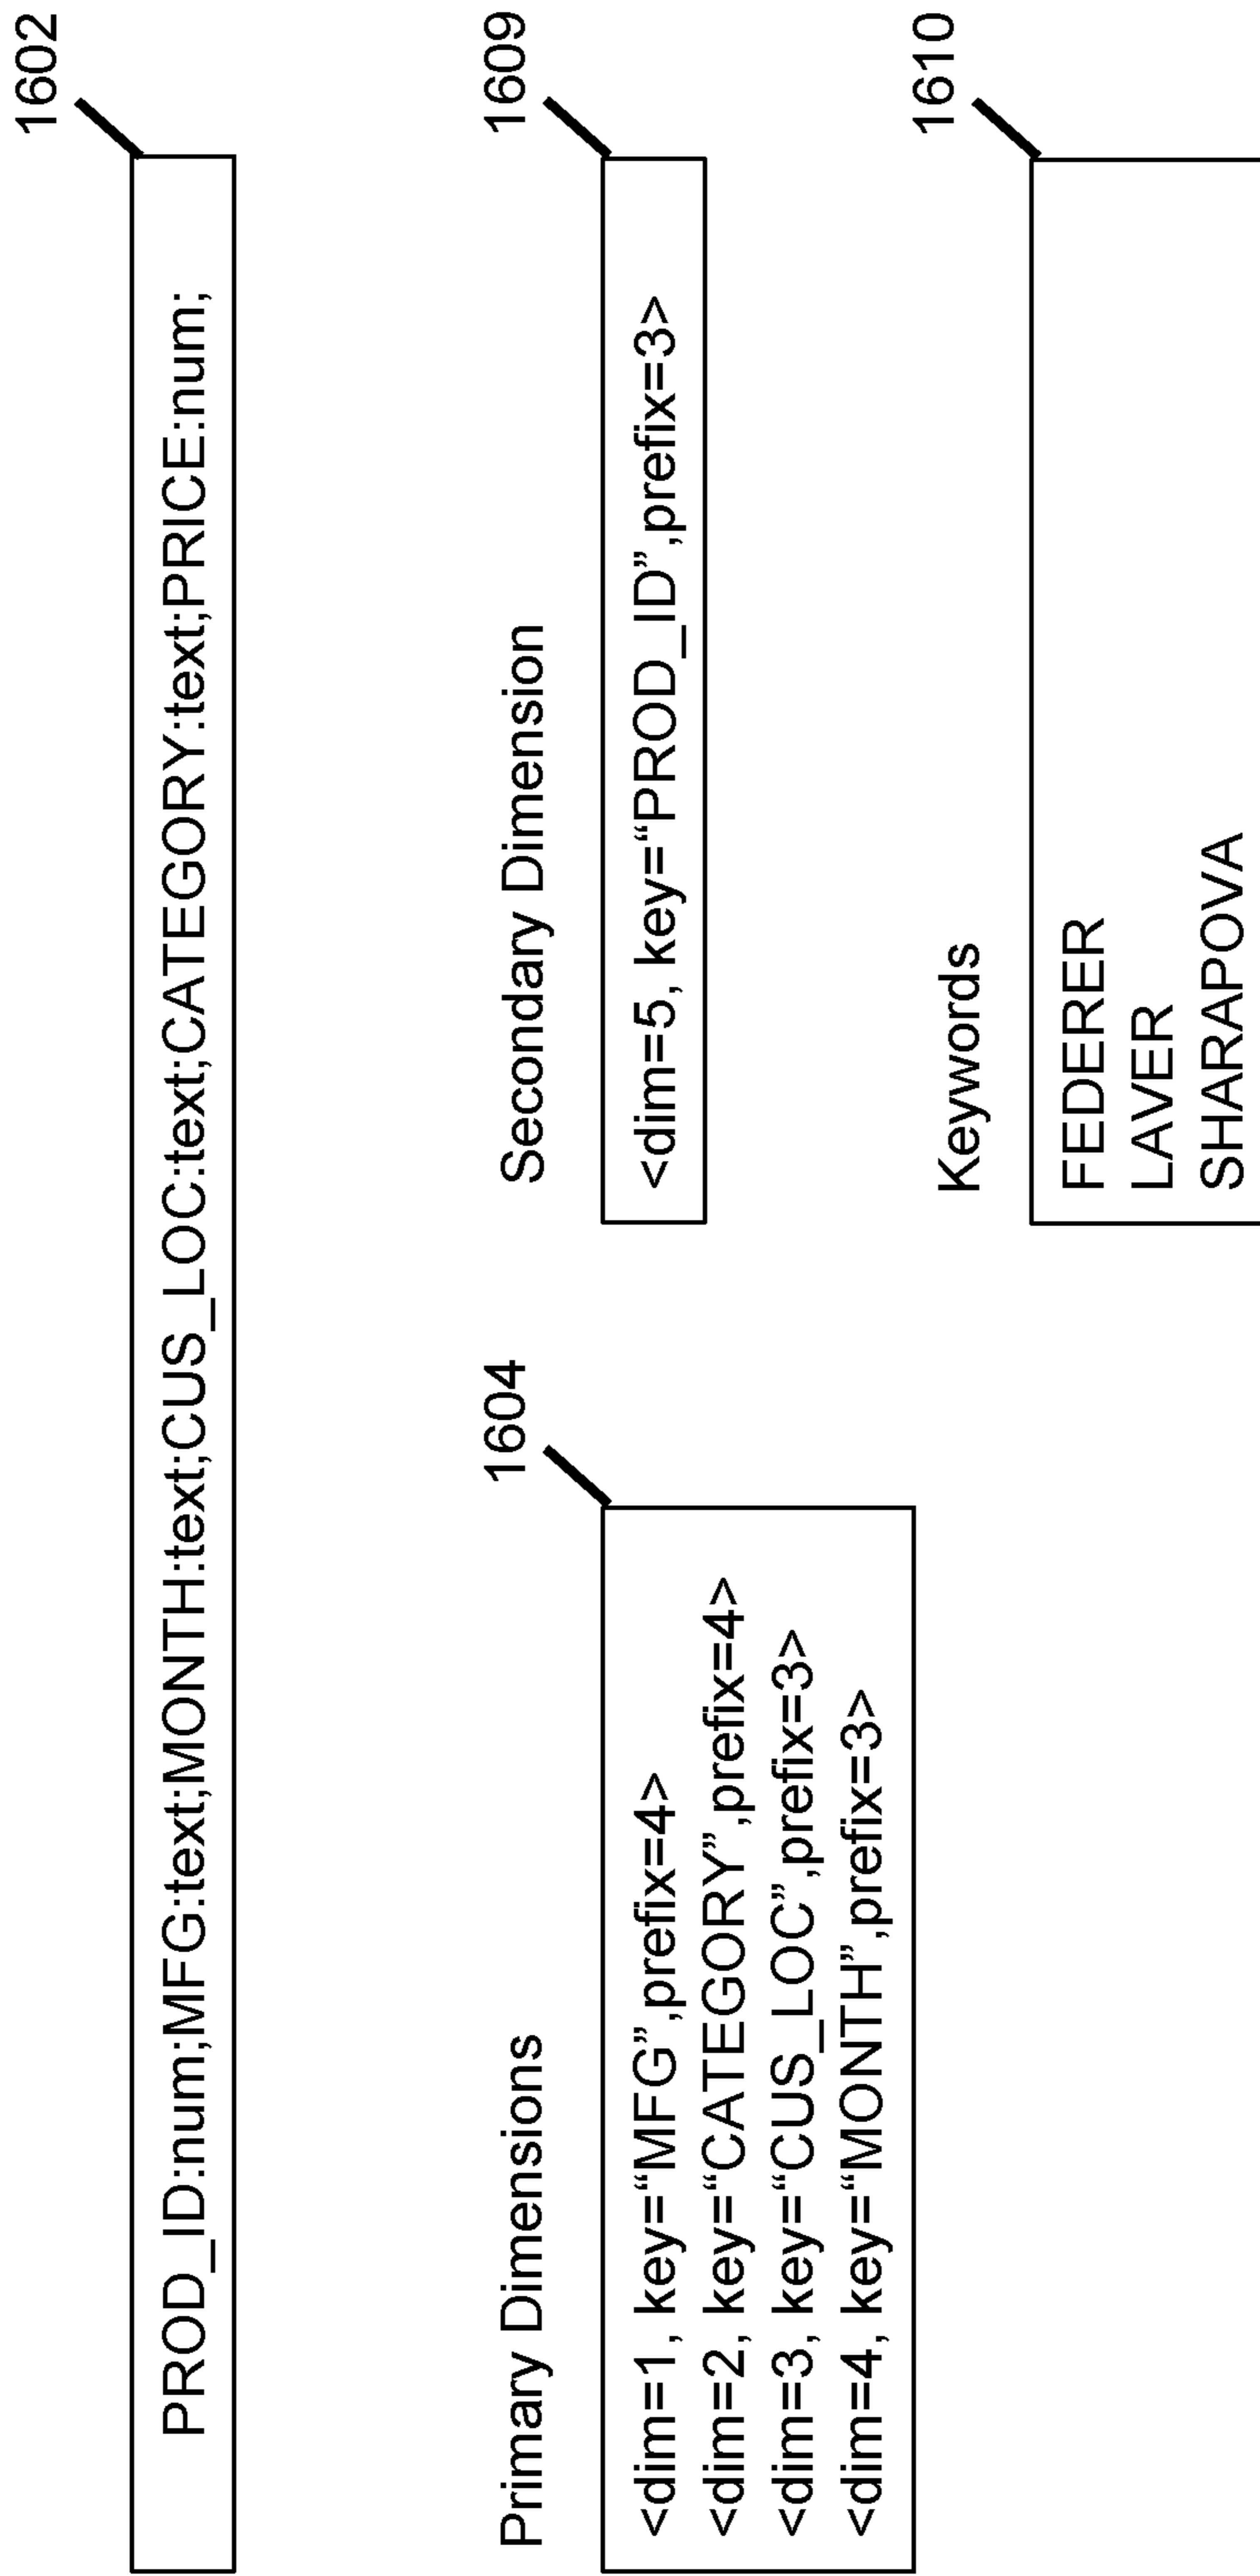 1602
PROD_ID:num;MFG:text;MONTH:text;CUS_LOC:text;CATEGORY:text;PRICE:num;
Primary Dimensions
1604
<dim=1, key=“MFG”,prefix=4>
<dim=2, key=“CATEGORY”,prefix=4>
<dim=3, key=“CUS_LOC”,prefix=3>
<dim=4, key=“MONTH”,prefix=3>
Secondary Dimension
1609
<dim=5, key=“PROD_ID”,prefix=3>
Keywords
1610
FEDERER
LAVER
SHARAPOVA